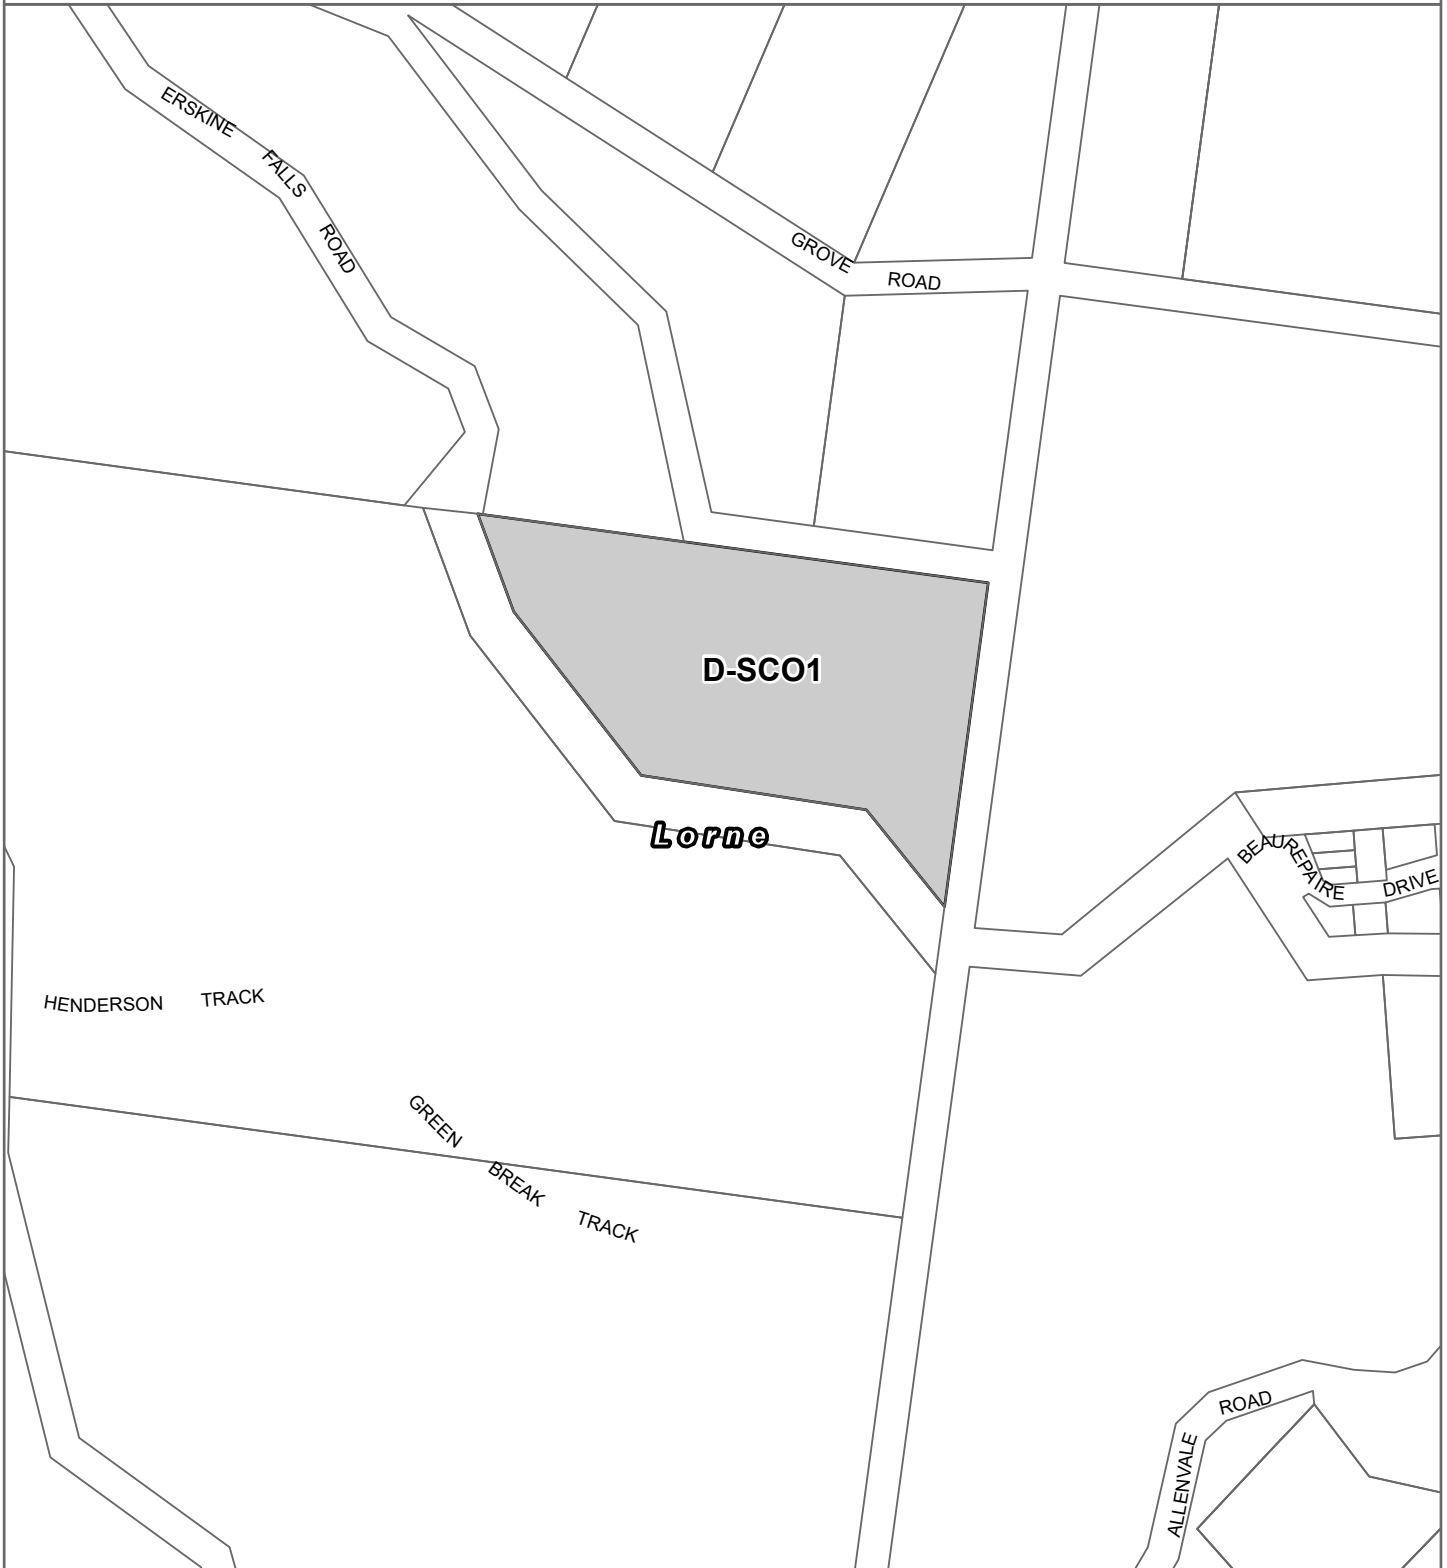 ERSKINE FALLS ROAD
GROVE ROAD
D-SCO1
Lorne
BEAUREPAIRE DRIVE
HENDERSON TRACK
GREEN BREAK TRACK
ALLENVALE ROAD